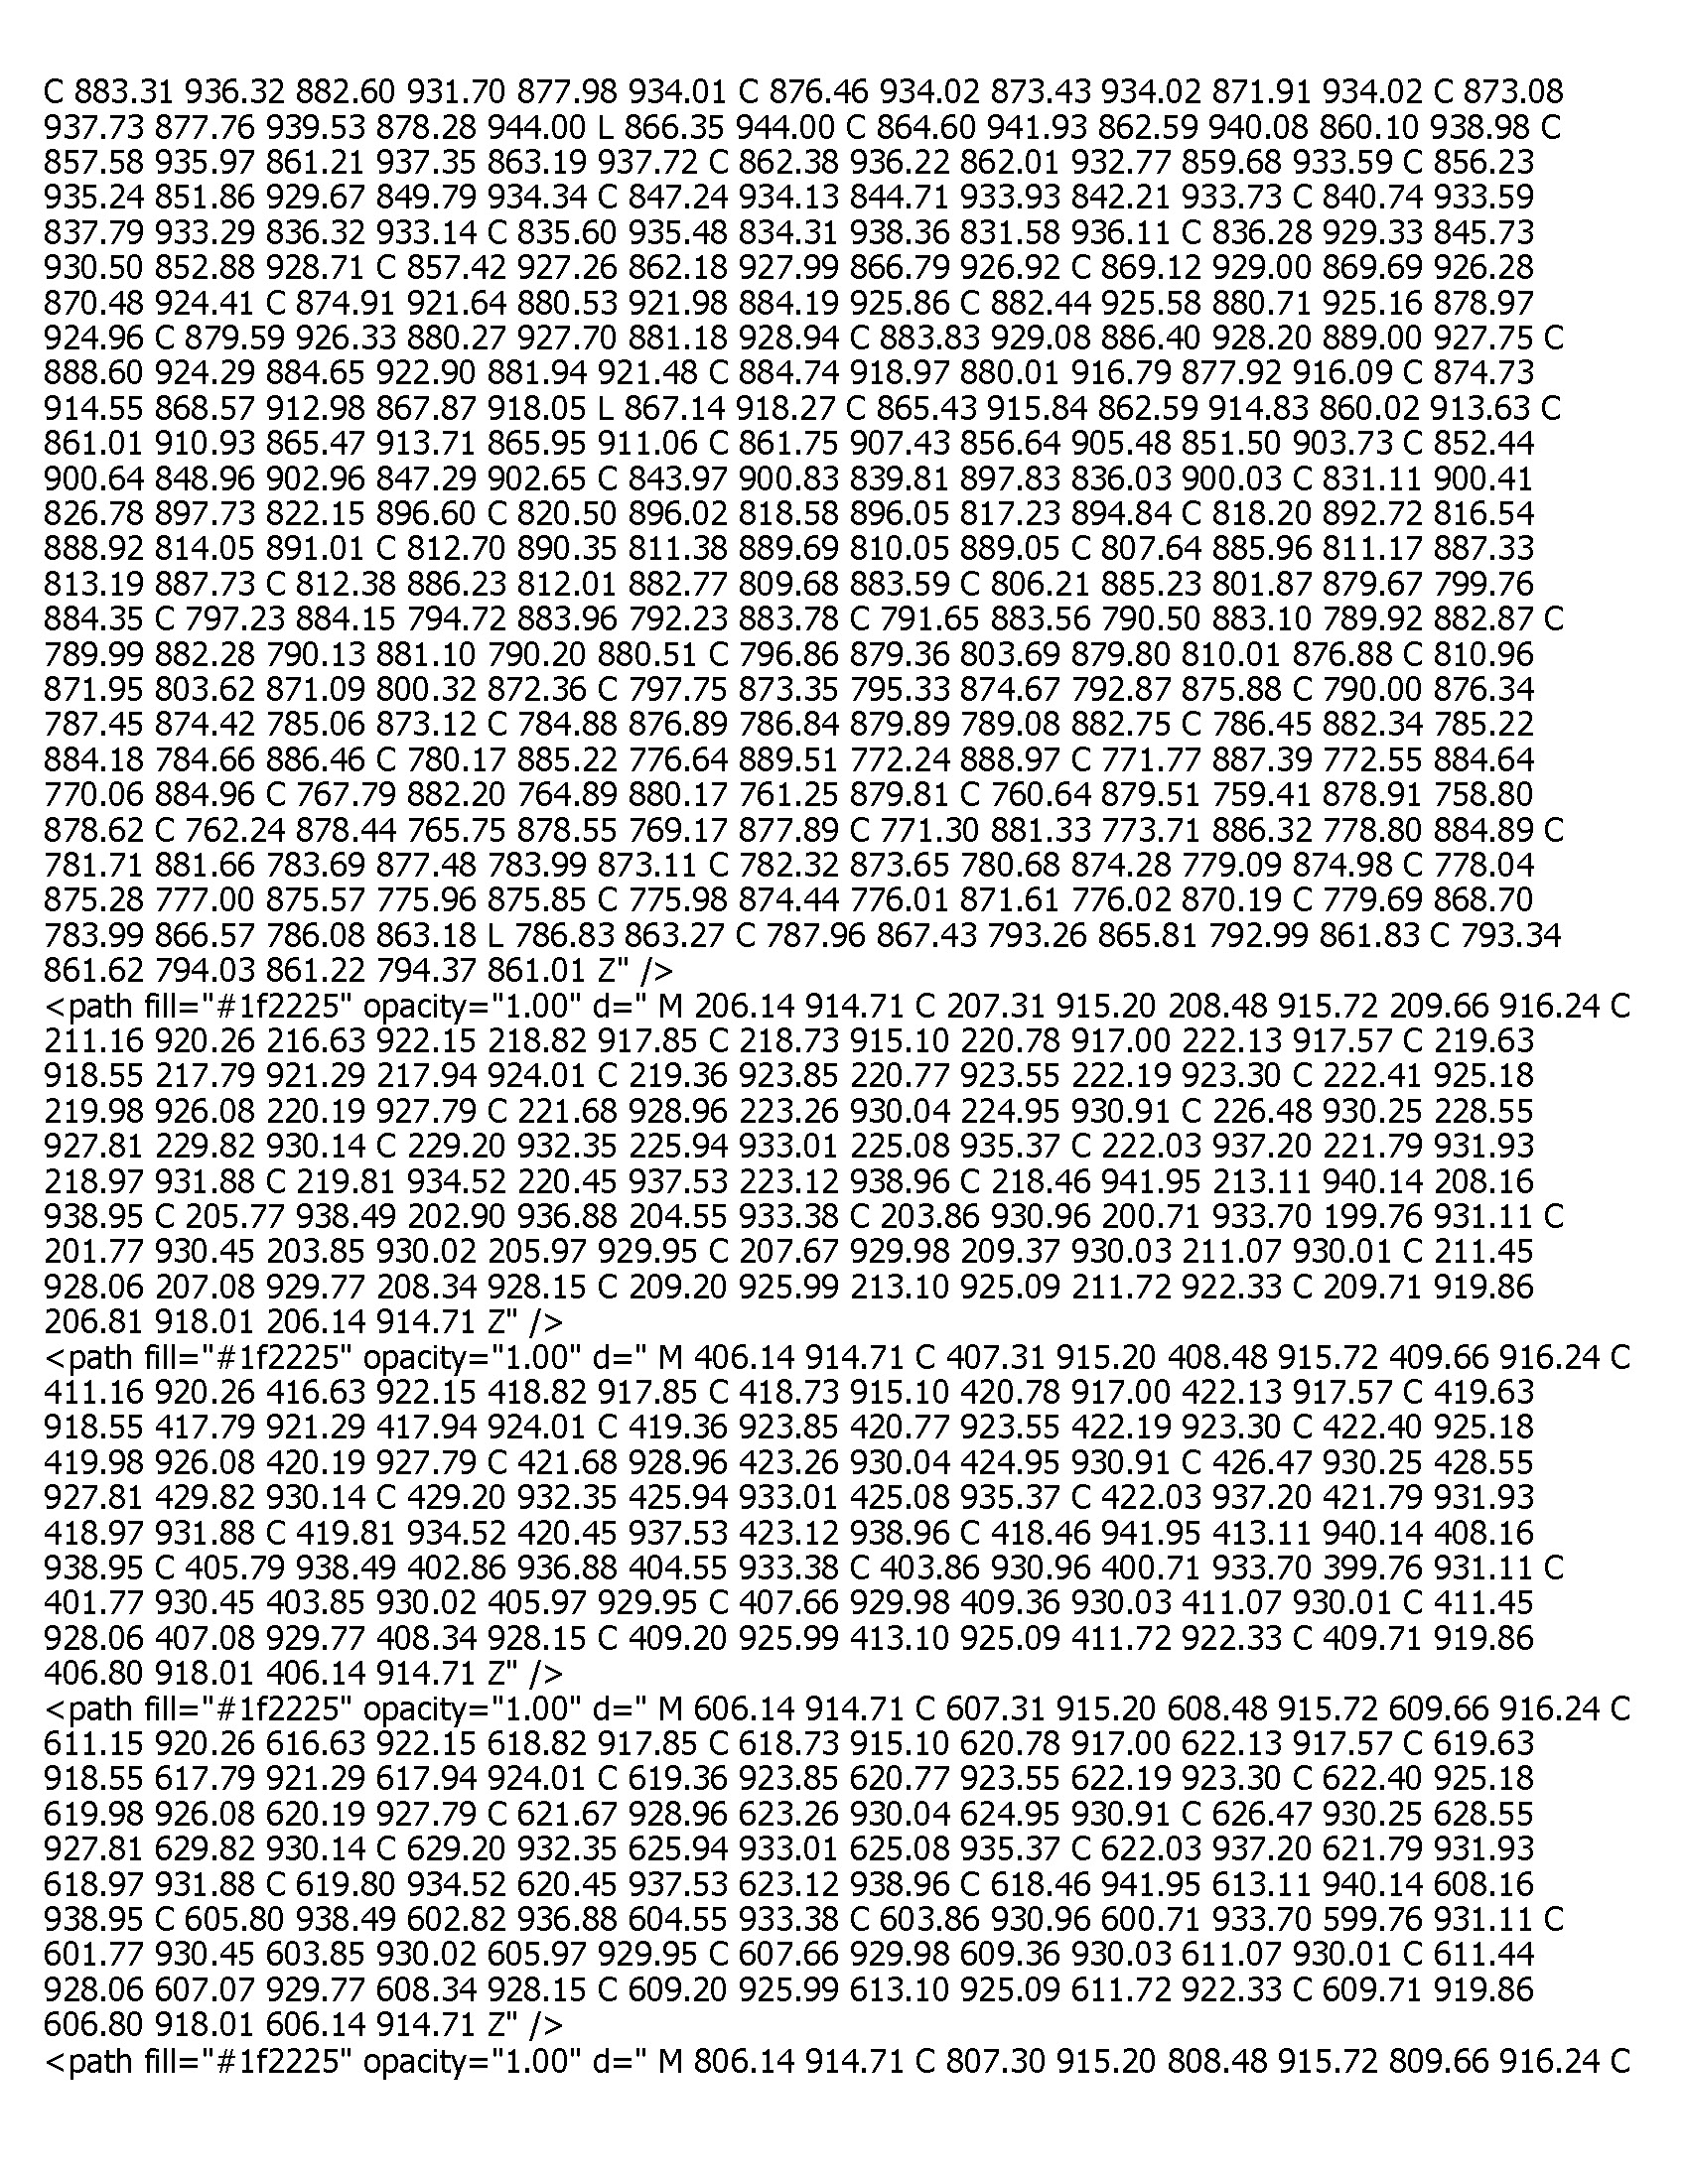 C 883.31 936.32 882.60 931.70 877.98 934.01 C 876.46 934.02 873.43 934.02 871.91 934.02 C 873.08
937.73 877.76 939.53 878.28 944.00 L 866.35 944.00 C 864.60 941.93 862.59 940.08 860.10 938.98 C
857.58 935.97 861.21 937.35 863.19 937.72 C 862.38 936.22 862.01 932.77 859.68 933.59 C 856.23
935.24 851.86 929.67 849.79 934.34 C 847.24 934.13 844.71 933.93 842.21 933.73 C 840.74 933.59
837.79 933.29 836.32 933.14 C 835.60 935.48 834.31 938.36 831.58 936.11 C 836.28 929.33 845.73
930.50 852.88 928.71 C 857.42 927.26 862.18 927.99 866.79 926.92 C 869.12 929.00 869.69 926.28
870.48 924.41 C 874.91 921.64 880.53 921.98 884.19 925.86 C 882.44 925.58 880.71 925.16 878.97
924.96 C 879.59 926.33 880.27 927.70 881.18 928.94 C 883.83 929.08 886.40 928.20 889.00 927.75 C
888.60 924.29 884.65 922.90 881.94 921.48 C 884.74 918.97 880.01 916.79 877.92 916.09 C 874.73
914.55 868.57 912.98 867.87 918.05 L 867.14 918.27 C 865.43 915.84 862.59 914.83 860.02 913.63 C
861.01 910.93 865.47 913.71 865.95 911.06 C 861.75 907.43 856.64 905.48 851.50 903.73 C 852.44
900.64 848.96 902.96 847.29 902.65 C 843.97 900.83 839.81 897.83 836.03 900.03 C 831.11 900.41
826.78 897.73 822.15 896.60 C 820.50 896.02 818.58 896.05 817.23 894.84 C 818.20 892.72 816.54
888.92 814.05 891.01 C 812.70 890.35 811.38 889.69 810.05 889.05 C 807.64 885.96 811.17 887.33
813.19 887.73 C 812.38 886.23 812.01 882.77 809.68 883.59 C 806.21 885.23 801.87 879.67 799.76
884.35 C 797.23 884.15 794.72 883.96 792.23 883.78 C 791.65 883.56 790.50 883.10 789.92 882.87 C
789.99 882.28 790.13 881.10 790.20 880.51 C 796.86 879.36 803.69 879.80 810.01 876.88 C 810.96
871.95 803.62 871.09 800.32 872.36 C 797.75 873.35 795.33 874.67 792.87 875.88 C 790.00 876.34
787.45 874.42 785.06 873.12 C 784.88 876.89 786.84 879.89 789.08 882.75 C 786.45 882.34 785.22
884.18 784.66 886.46 C 780.17 885.22 776.64 889.51 772.24 888.97 C 771.77 887.39 772.55 884.64
770.06 884.96 C 767.79 882.20 764.89 880.17 761.25 879.81 C 760.64 879.51 759.41 878.91 758.80
878.62 C 762.24 878.44 765.75 878.55 769.17 877.89 C 771.30 881.33 773.71 886.32 778.80 884.89 C
781.71 881.66 783.69 877.48 783.99 873.11 C 782.32 873.65 780.68 874.28 779.09 874.98 C 778.04
875.28 777.00 875.57 775.96 875.85 C 775.98 874.44 776.01 871.61 776.02 870.19 C 779.69 868.70
783.99 866.57 786.08 863.18 L 786.83 863.27 C 787.96 867.43 793.26 865.81 792.99 861.83 C 793.34
861.62 794.03 861.22 794.37 861.01 Z" />
<path fill="#1f2225" opacity="1.00" d=" M 206.14 914.71 C 207.31 915.20 208.48 915.72 209.66 916.24 C
211.16 920.26 216.63 922.15 218.82 917.85 C 218.73 915.10 220.78 917.00 222.13 917.57 C 219.63
918.55 217.79 921.29 217.94 924.01 C 219.36 923.85 220.77 923.55 222.19 923.30 C 222.41 925.18
219.98 926.08 220.19 927.79 C 221.68 928.96 223.26 930.04 224.95 930.91 C 226.48 930.25 228.55
927.81 229.82 930.14 C 229.20 932.35 225.94 933.01 225.08 935.37 C 222.03 937.20 221.79 931.93
218.97 931.88 C 219.81 934.52 220.45 937.53 223.12 938.96 C 218.46 941.95 213.11 940.14 208.16
938.95 C 205.77 938.49 202.90 936.88 204.55 933.38 C 203.86 930.96 200.71 933.70 199.76 931.11 C
201.77 930.45 203.85 930.02 205.97 929.95 C 207.67 929.98 209.37 930.03 211.07 930.01 C 211.45
928.06 207.08 929.77 208.34 928.15 C 209.20 925.99 213.10 925.09 211.72 922.33 C 209.71 919.86
206.81 918.01 206.14 914.71 Z" />
<path fill="#1f2225" opacity="1.00" d=" M 406.14 914.71 C 407.31 915.20 408.48 915.72 409.66 916.24 C
411.16 920.26 416.63 922.15 418.82 917.85 C 418.73 915.10 420.78 917.00 422.13 917.57 C 419.63
918.55 417.79 921.29 417.94 924.01 C 419.36 923.85 420.77 923.55 422.19 923.30 C 422.40 925.18
419.98 926.08 420.19 927.79 C 421.68 928.96 423.26 930.04 424.95 930.91 C 426.47 930.25 428.55
927.81 429.82 930.14 C 429.20 932.35 425.94 933.01 425.08 935.37 C 422.03 937.20 421.79 931.93
418.97 931.88 C 419.81 934.52 420.45 937.53 423.12 938.96 C 418.46 941.95 413.11 940.14 408.16
938.95 C 405.79 938.49 402.86 936.88 404.55 933.38 C 403.86 930.96 400.71 933.70 399.76 931.11 C
401.77 930.45 403.85 930.02 405.97 929.95 C 407.66 929.98 409.36 930.03 411.07 930.01 C 411.45
928.06 407.08 929.77 408.34 928.15 C 409.20 925.99 413.10 925.09 411.72 922.33 C 409.71 919.86
406.80 918.01 406.14 914.71 Z" />
<path fill="#1f2225" opacity="1.00" d=" M 606.14 914.71 C 607.31 915.20 608.48 915.72 609.66 916.24 C
611.15 920.26 616.63 922.15 618.82 917.85 C 618.73 915.10 620.78 917.00 622.13 917.57 C 619.63
918.55 617.79 921.29 617.94 924.01 C 619.36 923.85 620.77 923.55 622.19 923.30 C 622.40 925.18
619.98 926.08 620.19 927.79 C 621.67 928.96 623.26 930.04 624.95 930.91 C 626.47 930.25 628.55
927.81 629.82 930.14 C 629.20 932.35 625.94 933.01 625.08 935.37 C 622.03 937.20 621.79 931.93
618.97 931.88 C 619.80 934.52 620.45 937.53 623.12 938.96 C 618.46 941.95 613.11 940.14 608.16
938.95 C 605.80 938.49 602.82 936.88 604.55 933.38 C 603.86 930.96 600.71 933.70 599.76 931.11 C
601.77 930.45 603.85 930.02 605.97 929.95 C 607.66 929.98 609.36 930.03 611.07 930.01 C 611.44
928.06 607.07 929.77 608.34 928.15 C 609.20 925.99 613.10 925.09 611.72 922.33 C 609.71 919.86
606.80 918.01 606.14 914.71 Z" />
<path fill="#1f2225" opacity="1.00" d=" M 806.14 914.71 C 807.30 915.20 808.48 915.72 809.66 916.24 C